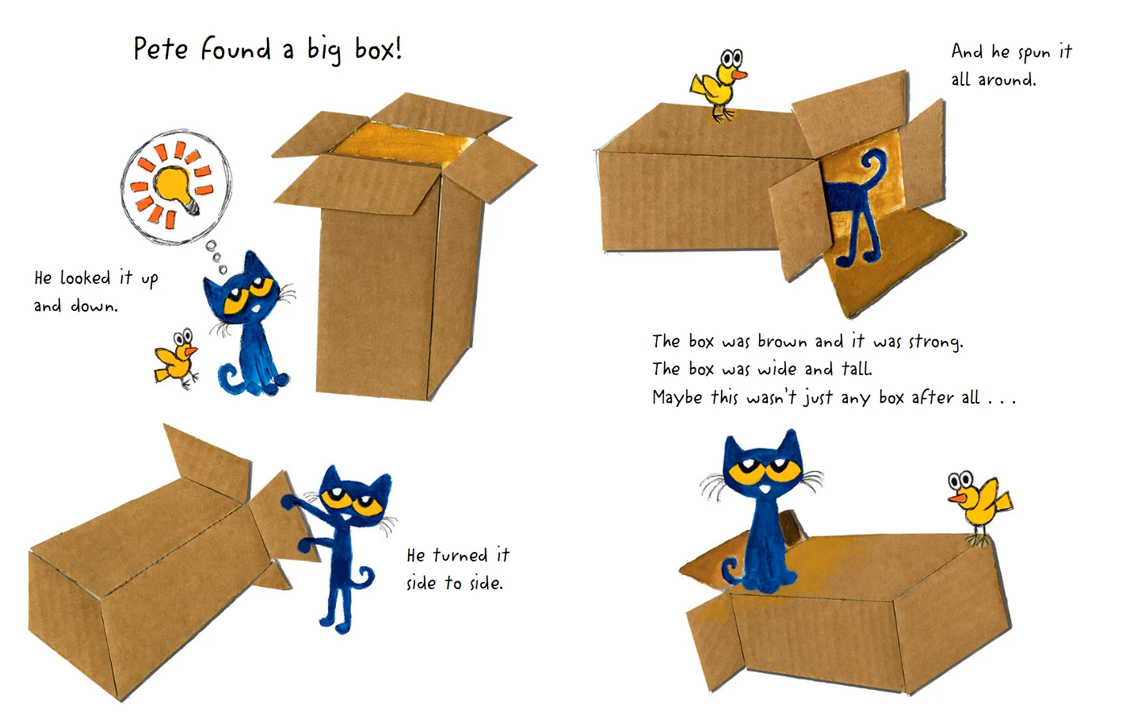 Pete found a big box!
He looked it up
and down.
He turned it
side to side.
And he spun it
all around.
The box was brown and it was strong.
The box was wide and tall.
Maybe this wasn't just any box after all . . .